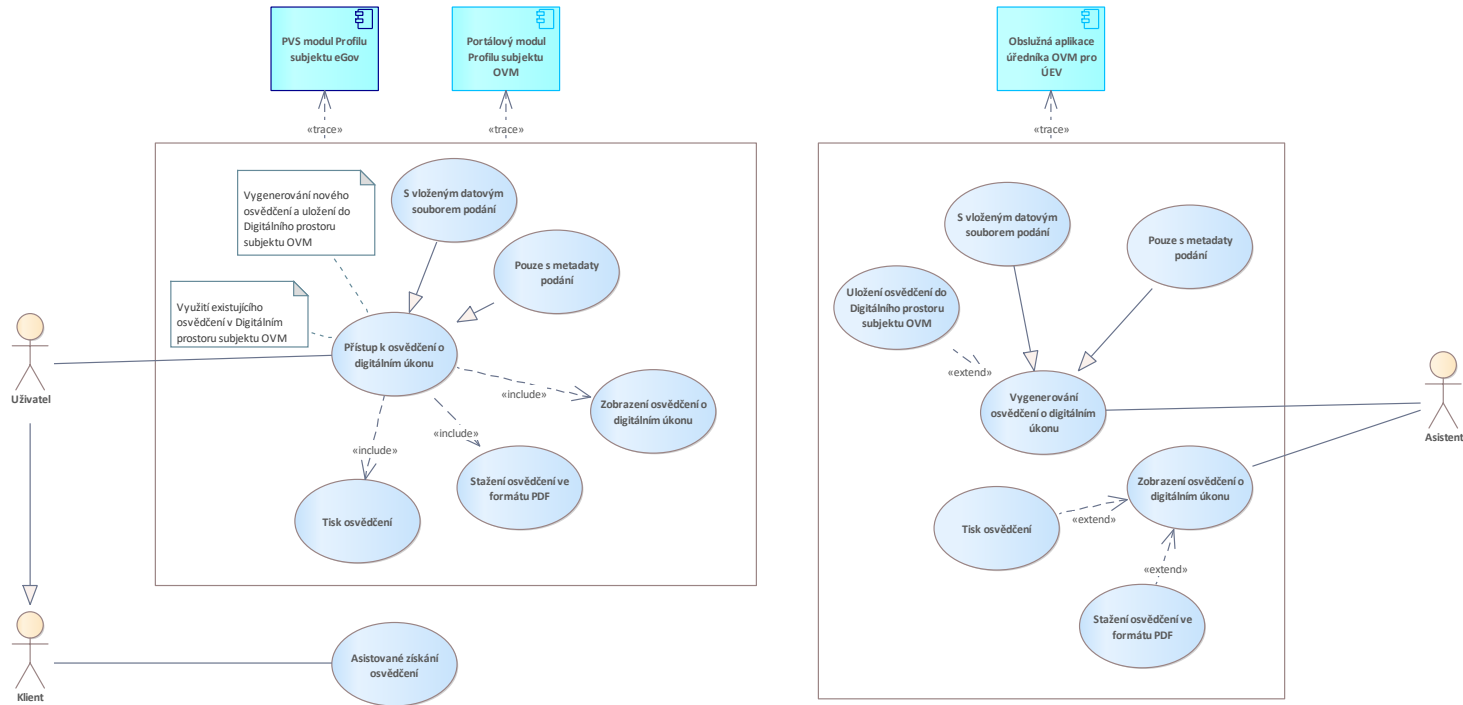 PVS modul Profilu
subjektu eGov
Portálový modul
Profilu subjektu
OVM
Obslužná aplikace
úředníka OVM pro
ÚEV
«trace»
«trace»
«trace»
Vygenerování nového
osvědčení a uložení do
Digitálního prostoru
subjektu OVM
S vloženým datovým
souborem podání
Pouze s metadaty
podání
Využití existujícího
osvědčení v Digitálním
prostoru subjektu OVM
Přístup k osvědčení o
digitálním úkonu
Uživatel
«include»
«include»
«include»
Zobrazení osvědčení o
digitálním úkonu
Stažení osvědčení ve
formátu PDF
Tisk osvědčení
Klient
Asistované získání
osvědčení
S vloženým datovým
souborem podání
Pouze s metadaty
podání
Uložení osvědčení do
Digitálního prostoru
subjektu OVM
«extend»
Vygenerování
osvědčení o digitálním
úkonu
Asistent
Zobrazení osvědčení o
digitálním úkonu
Tisk osvědčení
«extend»
«extend»
Stažení osvědčení ve
formátu PDF